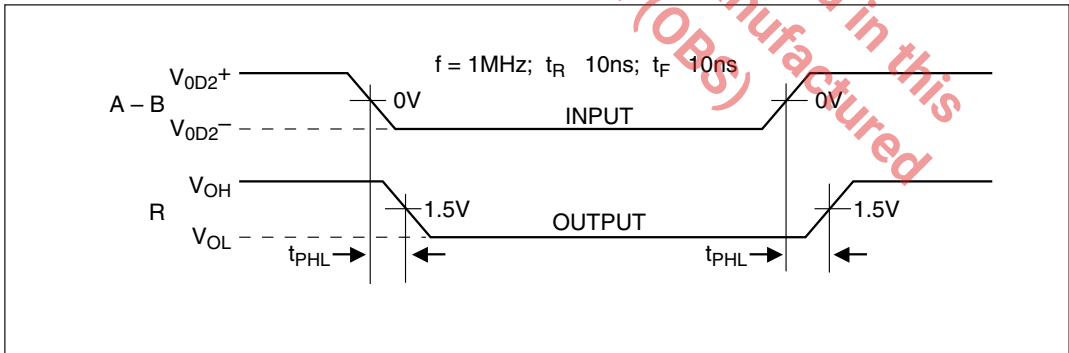 d in this
nufactured
(OBS)
f = 1MHz; tR 10ns; tF 10ns
V0D2+
A – B
0V
0V
V0D2–
INPUT
VOH
R
1.5V
1.5V
VOL
OUTPUT
tPHL
tPHL